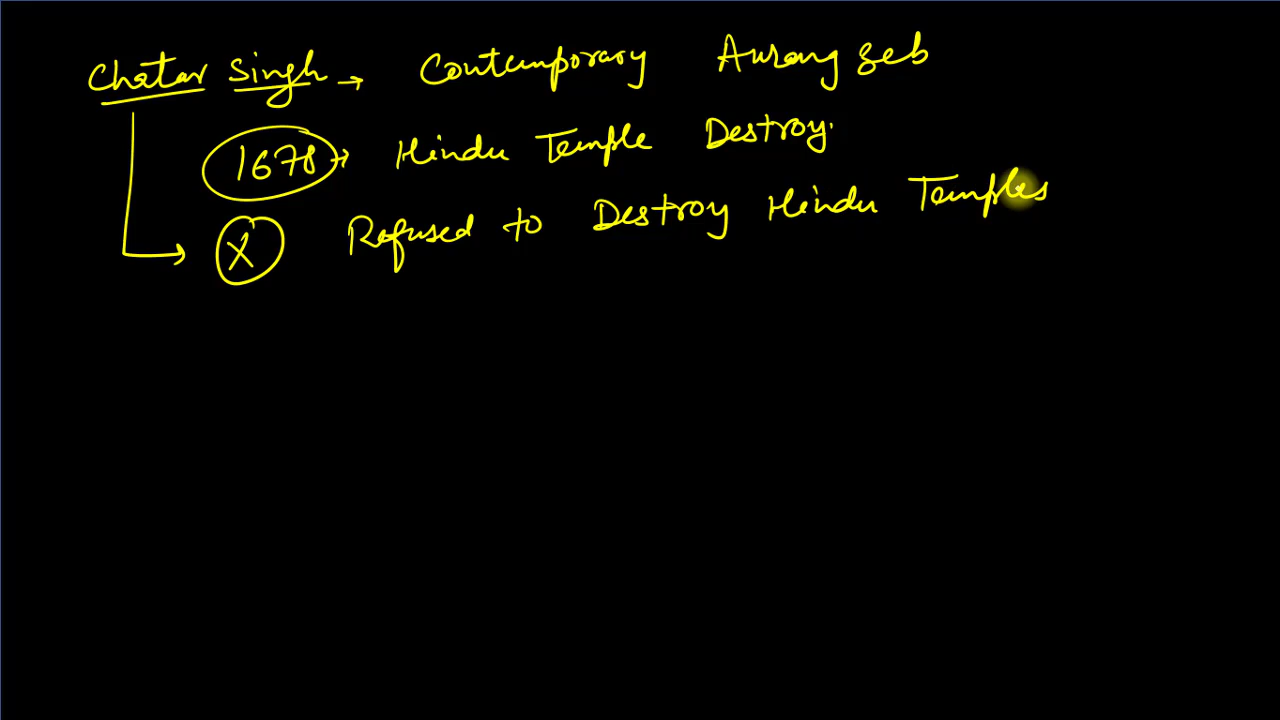 Chatar Singh → Contemporary Aurangzeb
1678 → Hindu Temple Destroy.
X Refused to Destroy Hindu Temples